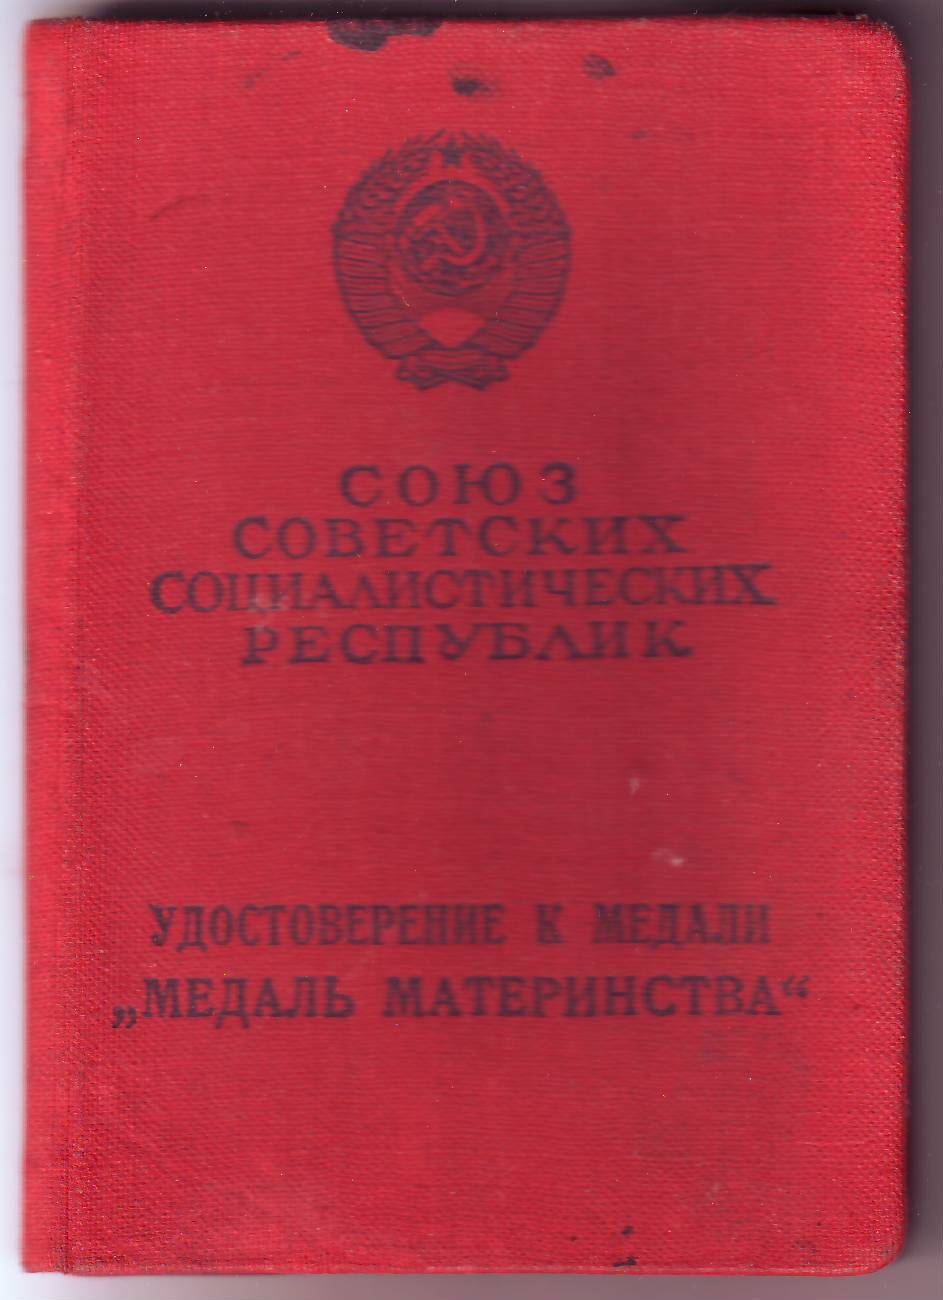 СОЮЗ
СОВЕТСКИХ
СОЦИАЛИСТИЧЕСКИХ
РЕСПУБЛИК
УДОСТОВЕРЕНИЕ К МЕДАЛИ
„МЕДАЛЬ МАТЕРИНСТВА“